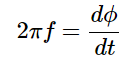 2πf = dϕ/dt